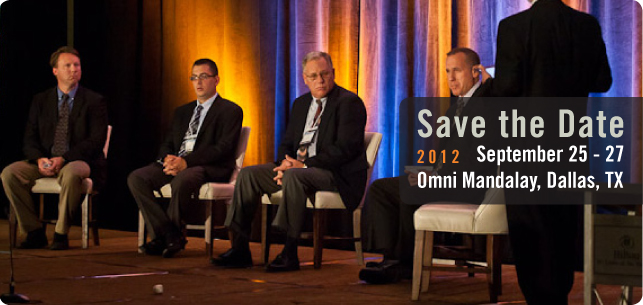 Save the Date
2012 September 25 - 27
Omni Mandalay, Dallas, TX